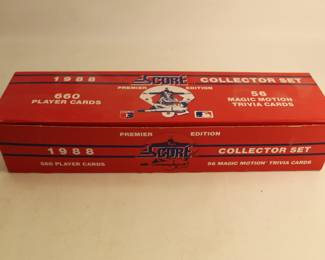 1988 SCORE COLLECTOR SET
660 PREMIER EDITION 56
PLAYER CARDS MAGIC MOTION
TRIVIA CARDS
PREMIER EDITION
1988 SCORE COLLECTOR SET
660 PLAYER CARDS 56 MAGIC MOTION TRIVIA CARDS